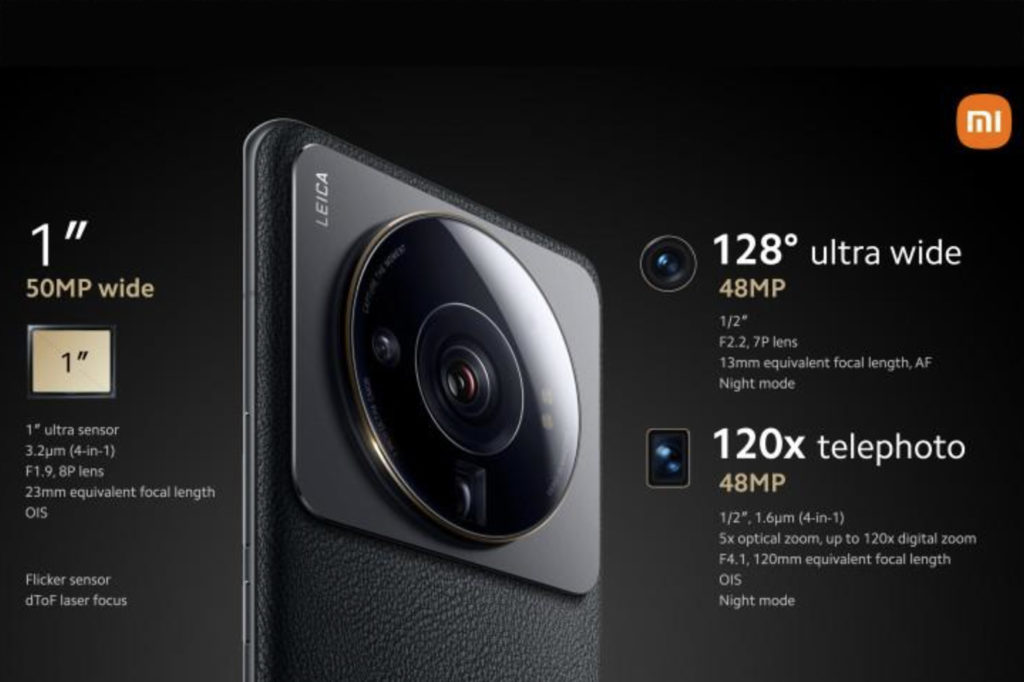 mi
LEICA
CAPTURE THE MOMENT
1″
50MP wide
1″
1″ ultra sensor
3.2μm (4-in-1)
F1.9, 8P lens
23mm equivalent focal length
OIS
Flicker sensor
dToF laser focus
128° ultra wide
48MP
1/2″
F2.2, 7P lens
13mm equivalent focal length, AF
Night mode
120x telephoto
48MP
1/2″, 1.6μm (4-in-1)
5x optical zoom, up to 120x digital zoom
F4.1, 120mm equivalent focal length
OIS
Night mode